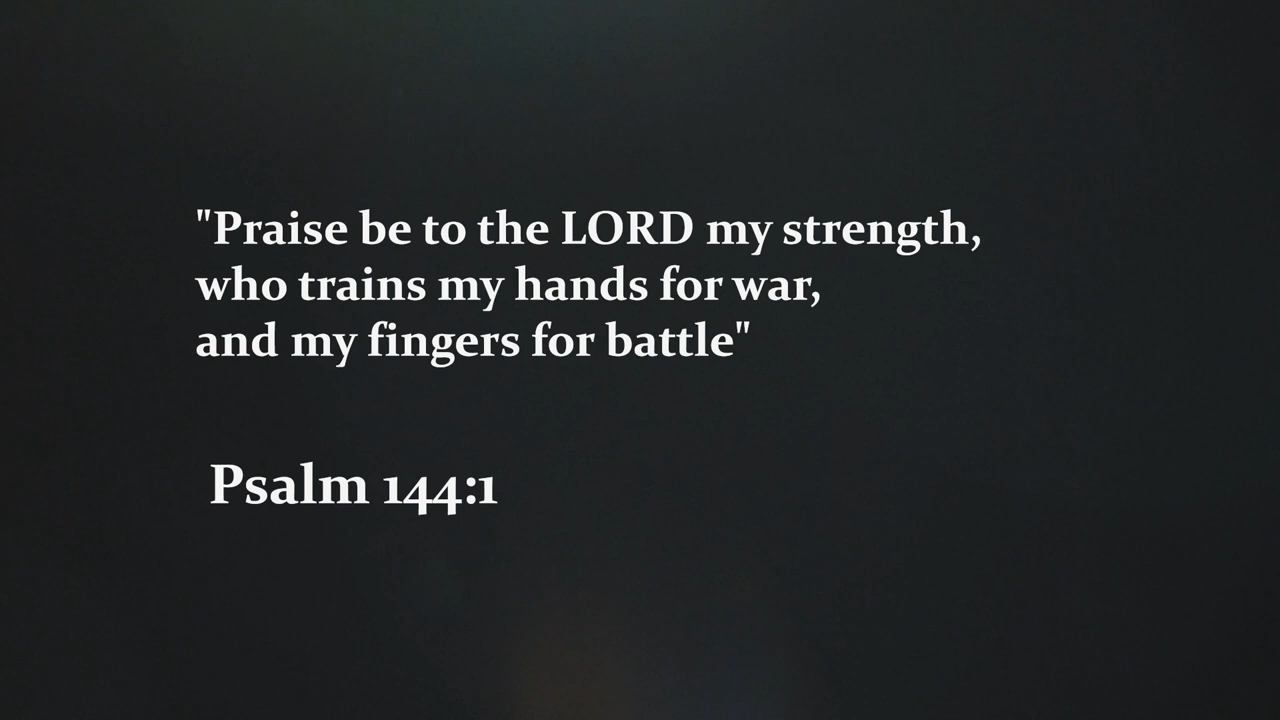 "Praise be to the LORD my strength,
who trains my hands for war,
and my fingers for battle"
Psalm 144:1